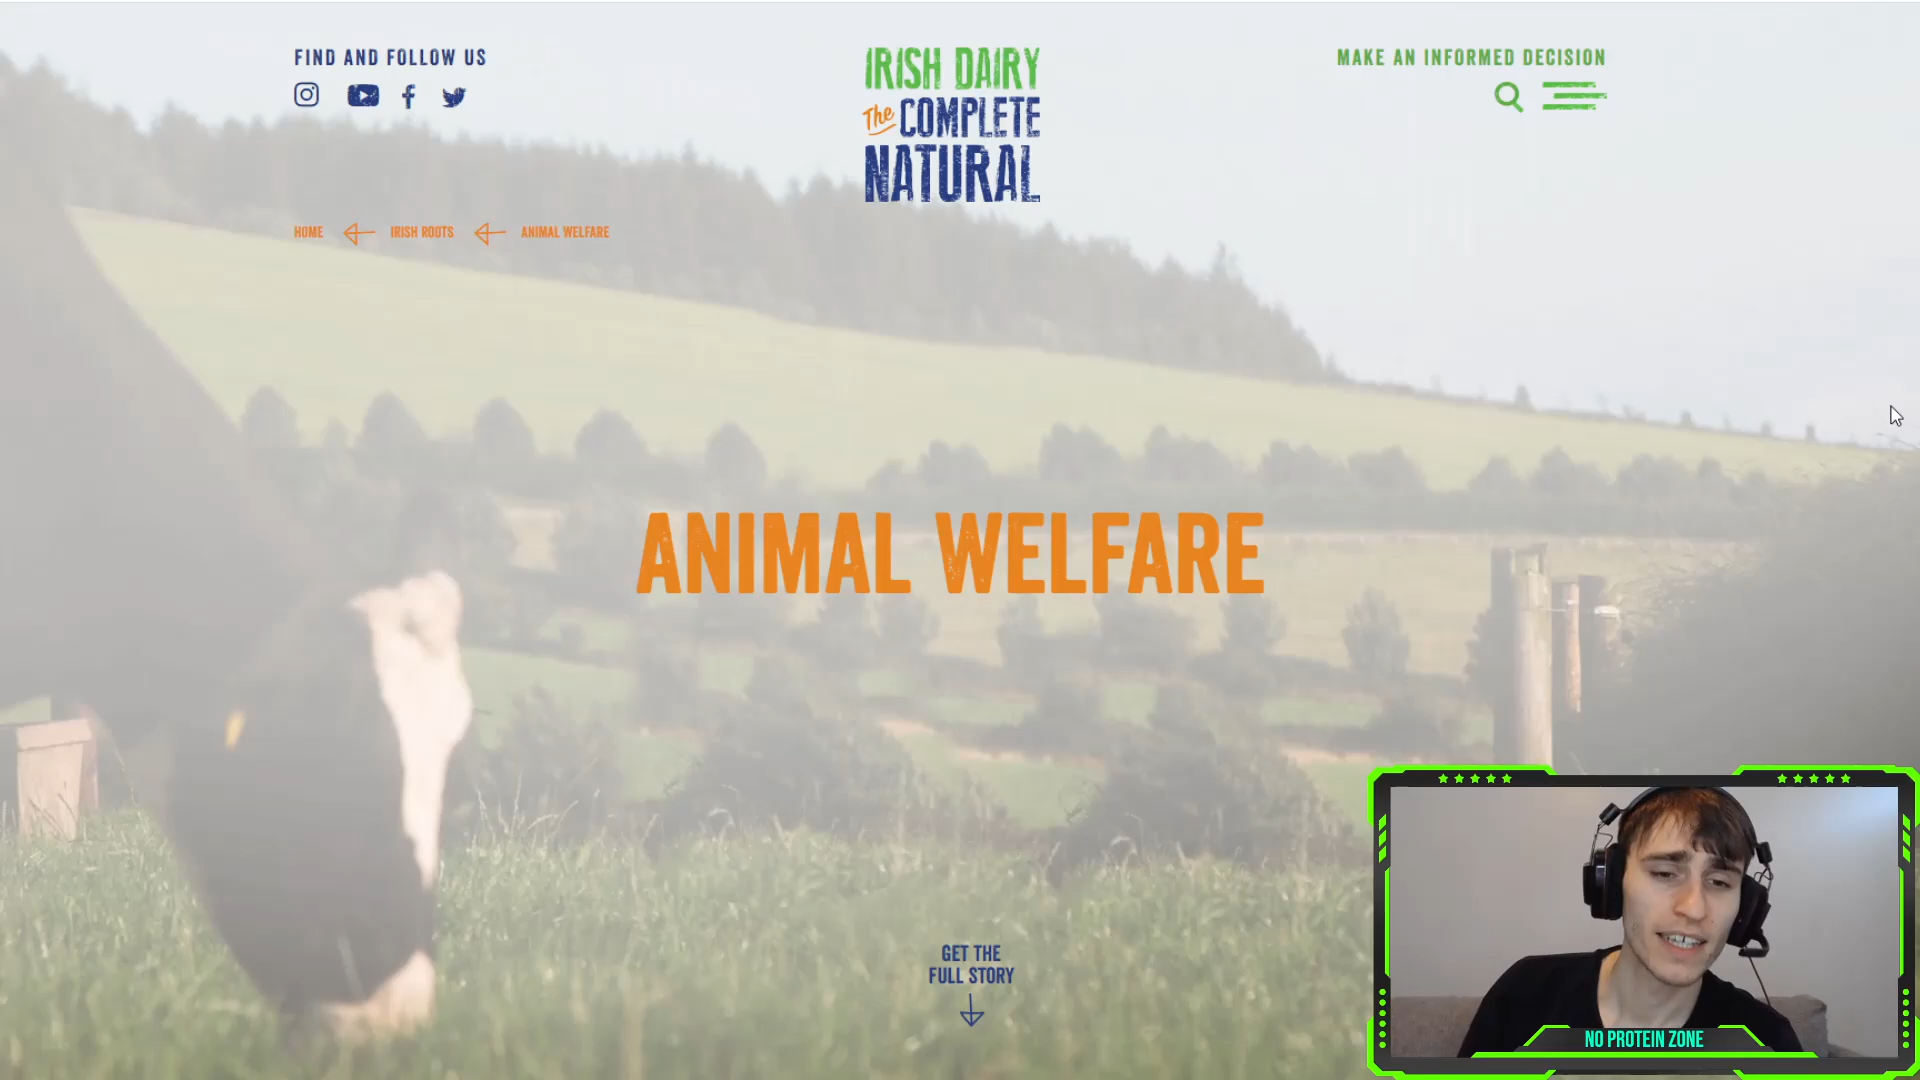 FIND AND FOLLOW US
IRISH DAIRY
The COMPLETE
NATURAL
MAKE AN INFORMED DECISION
HOME IRISH ROOTS ANIMAL WELFARE
ANIMAL WELFARE
GET THE
FULL STORY
NO PROTEIN ZONE